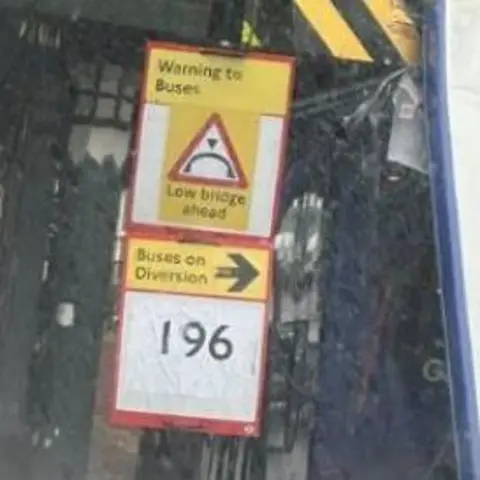 Warning to
Buses
Low bridge
ahead
Buses on
Diversion
196